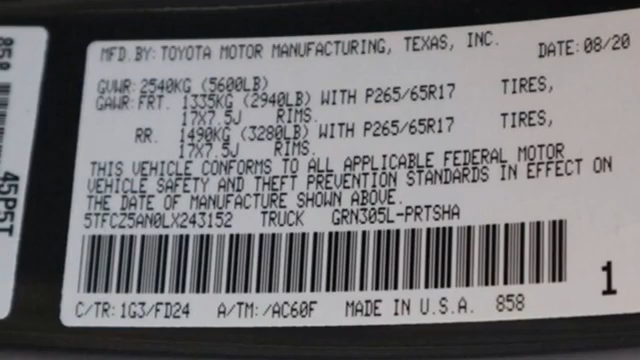 MFD. BY: TOYOTA MOTOR MANUFACTURING, TEXAS, INC. DATE: 08/20
GVWR: 2540KG (5600LB)
GAWR: FRT. 1335KG (2940LB) WITH P265/65R17 TIRES,
17X7.5J RIMS.
RR. 1490KG (3280LB) WITH P265/65R17 TIRES,
17X7.5J RIMS.
THIS VEHICLE CONFORMS TO ALL APPLICABLE FEDERAL MOTOR
VEHICLE SAFETY AND THEFT PREVENTION STANDARDS IN EFFECT ON
THE DATE OF MANUFACTURE SHOWN ABOVE.
5TFCZ5AN0LX243152 TRUCK GRN305L-PRTSHA
1
C/TR: 1G3/FD24 A/TM: /AC60F MADE IN U.S.A. 858
858
45P5T